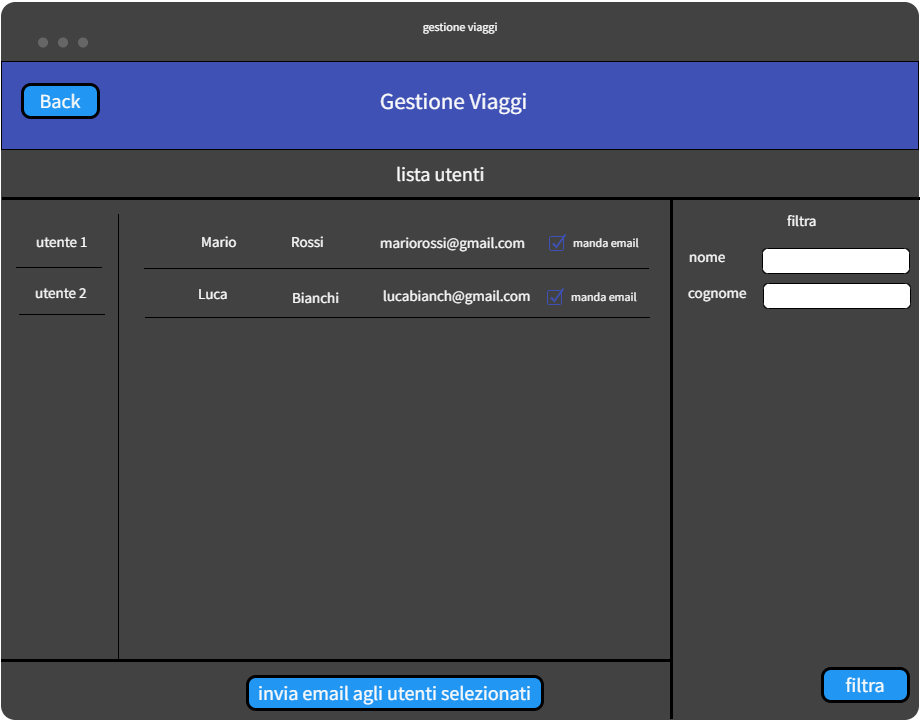 gestione viaggi
Back
Gestione Viaggi
lista utenti
utente 1 Mario Rossi mariorossi@gmail.com manda email
utente 2 Luca Bianchi lucabianch@gmail.com manda email
filtra
nome
cognome
invia email agli utenti selezionati
filtra